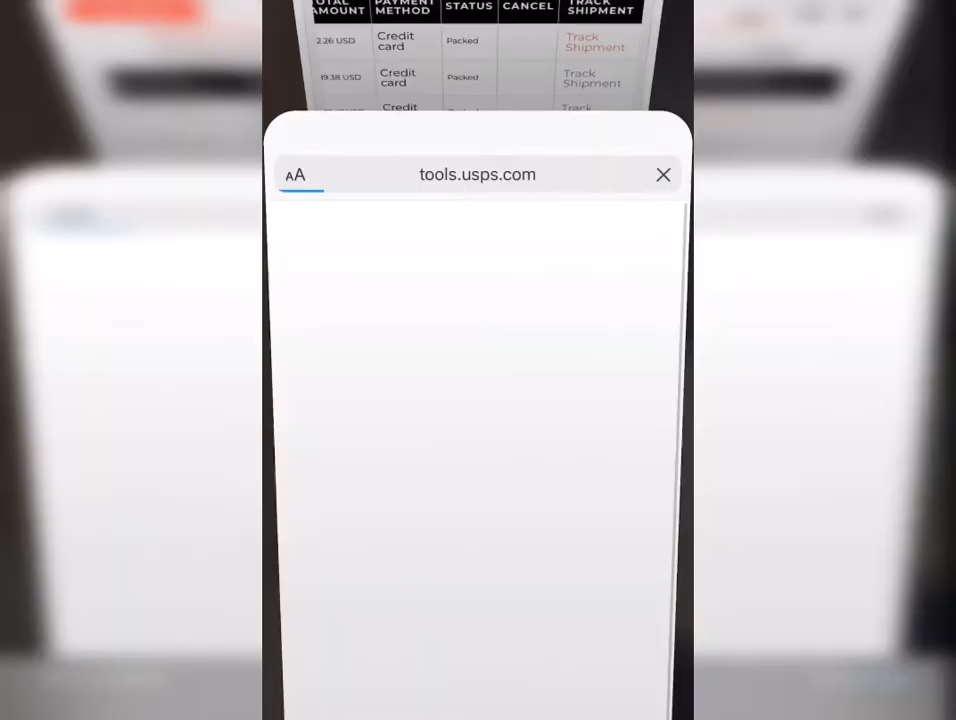 TOTAL PAYMENT STATUS CANCEL TRACK
AMOUNT METHOD SHIPMENT
2.26 USD Credit card Packed Track Shipment
19.38 USD Credit card Packed Track Shipment
Credit Track
AA tools.usps.com